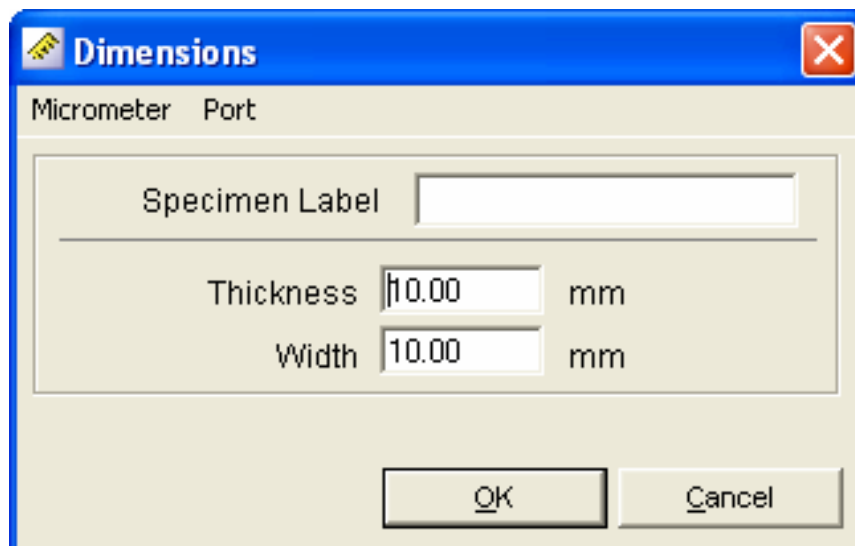 Dimensions
Micrometer Port
Specimen Label
Thickness 10.00 mm
Width 10.00 mm
OK Cancel